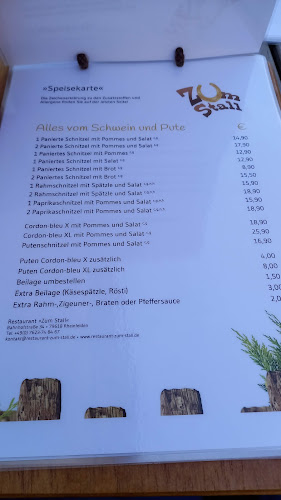 »Speisekarte«
Zum
Stall
Alles vom Schwein und Pute €
1 Paniertes Schnitzel mit Pommes und Salat 14,90
2 Paniertes Schnitzel mit Pommes und Salat 17,90
1 Paniertes Schnitzel mit Pommes 12,90
1 Paniertes Schnitzel mit Salat 12,90
1 Paniertes Schnitzel mit Brot 8,90
2 Paniertes Schnitzel mit Brot 15,50
1 Rahmschnitzel mit Spätzle und Salat 15,90
2 Rahmschnitzel mit Spätzle und Salat 18,90
1 Paprikaschnitzel mit Pommes und Salat 15,90
2 Paprikaschnitzel mit Pommes und Salat 18,90
Cordon-bleu X mit Pommes und Salat 18,90
Cordon-bleu XL mit Pommes und Salat 25,90
Putenschnitzel mit Pommes und Salat 16,90
Puten Cordon-bleu X zusätzlich 4,00
Puten Cordon-bleu XL zusätzlich 8,00
Beilage umbestellen 1,50
Extra Beilage (Käsespätzle, Rösti) 3,00
Extra Rahm-,Zigeuner-, Braten oder Pfeffersauce
Restaurant »Zum Stall«